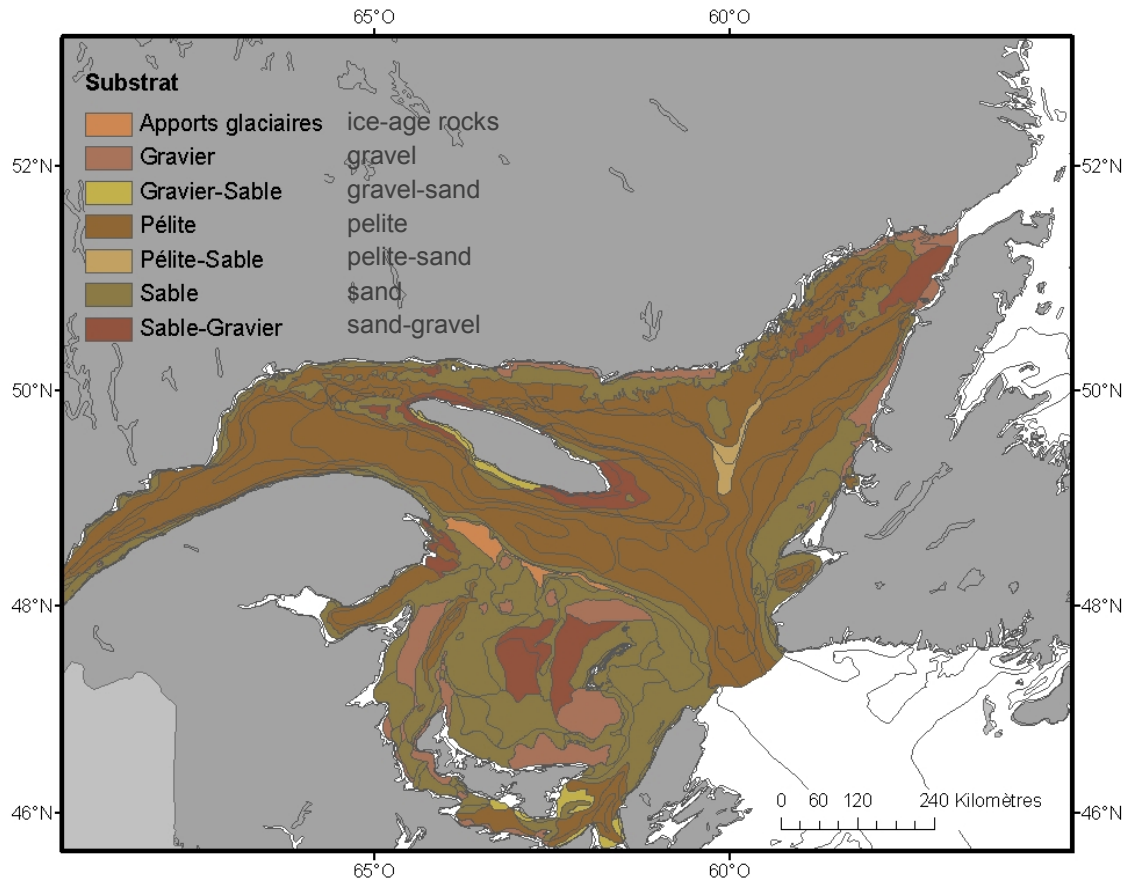 65°O 60°O
Substrat
Apports glaciaires ice-age rocks
Gravier gravel
Gravier-Sable gravel-sand
Pélite pelite
Pélite-Sable pelite-sand
Sable sand
Sable-Gravier sand-gravel
52°N 52°N
50°N 50°N
48°N 48°N
46°N 46°N
0 60 120 240 Kilomètres
65°O 60°O